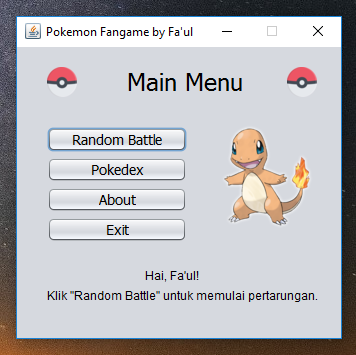 Pokemon Fangame by Fa'ul
Main Menu
Random Battle
Pokedex
About
Exit
Hai, Fa'ul!
Klik "Random Battle" untuk memulai pertarungan.